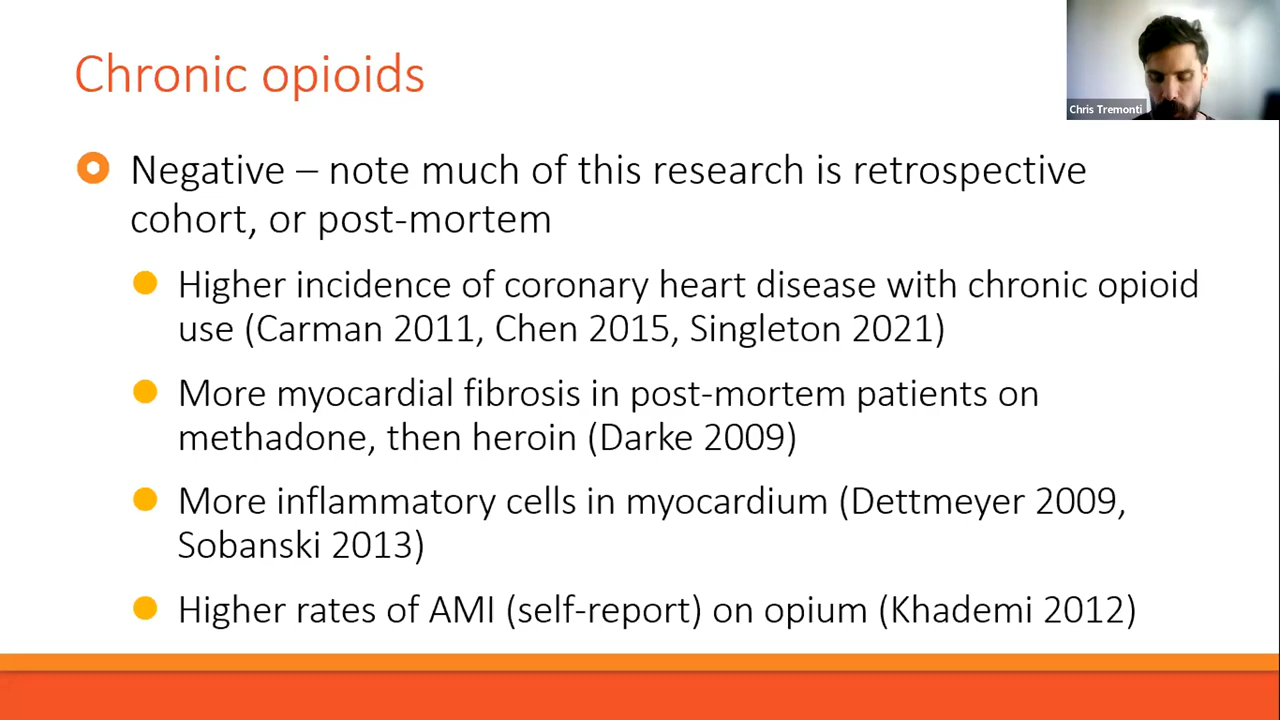 Chronic opioids
Chris Tremonti
Negative – note much of this research is retrospective
cohort, or post-mortem
Higher incidence of coronary heart disease with chronic opioid
use (Carman 2011, Chen 2015, Singleton 2021)
More myocardial fibrosis in post-mortem patients on
methadone, then heroin (Darke 2009)
More inflammatory cells in myocardium (Dettmeyer 2009,
Sobanski 2013)
Higher rates of AMI (self-report) on opium (Khademi 2012)